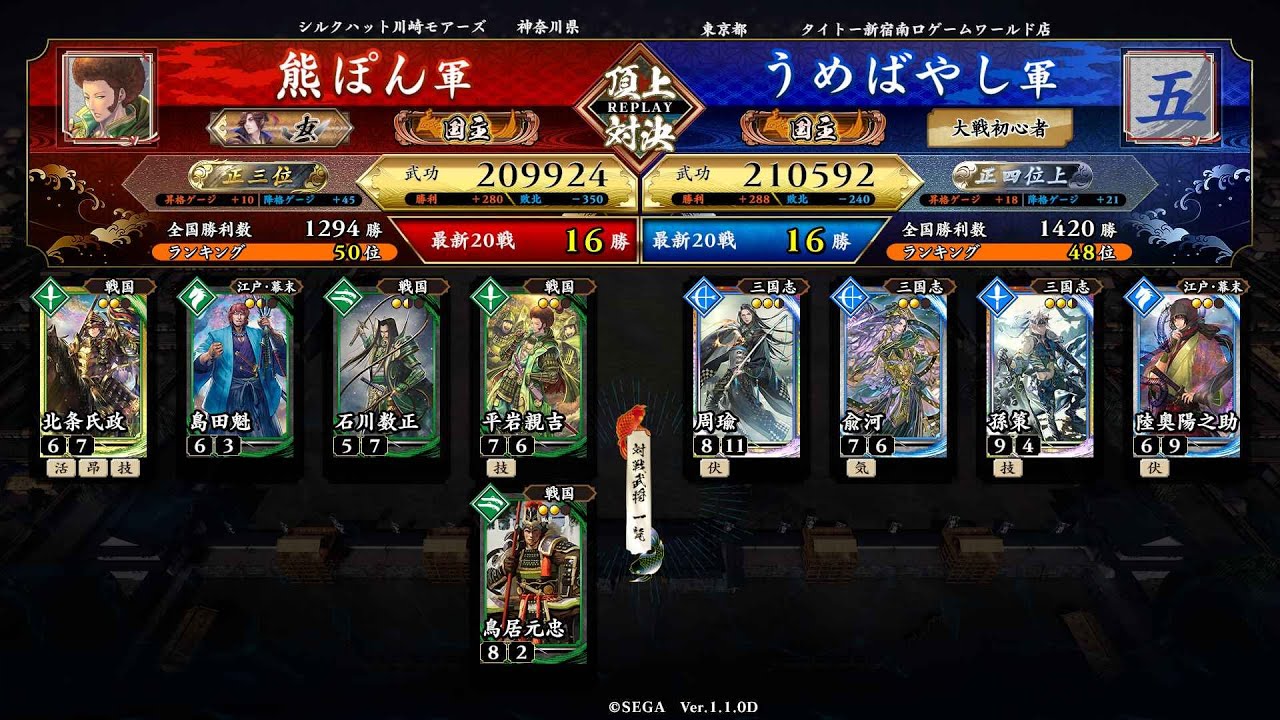 シルクハット川崎モアーズ 神奈川県
東京都 タイトー新宿南口ゲームワールド店
熊ぽん軍
頂上
REPLAY
対決
うめばやし軍
五
女
国主
国主
大戦初心者
正三位
昇格ゲージ +10 降格ゲージ +45
武功 209924
勝利 +280 敗北 -350
武功 210592
勝利 +288 敗北 -240
正四位上
昇格ゲージ +18 降格ゲージ +21
全国勝利数 1294勝
ランキング 50位
最新20戦 16勝
最新20戦 16勝
全国勝利数 1420勝
ランキング 48位
戦国
北条氏政
6 7
活 昂 技
江戸・幕末
島田魁
6 3
戦国
石川数正
5 7
戦国
平岩親吉
7 6
技
戦国
鳥居元忠
8 2
対戦武将一覧
三国志
周瑜
8 11
伏
三国志
兪河
7 6
気
三国志
孫策
9 4
技
江戸・幕末
陸奥陽之助
6 9
伏
©SEGA Ver.1.1.0D